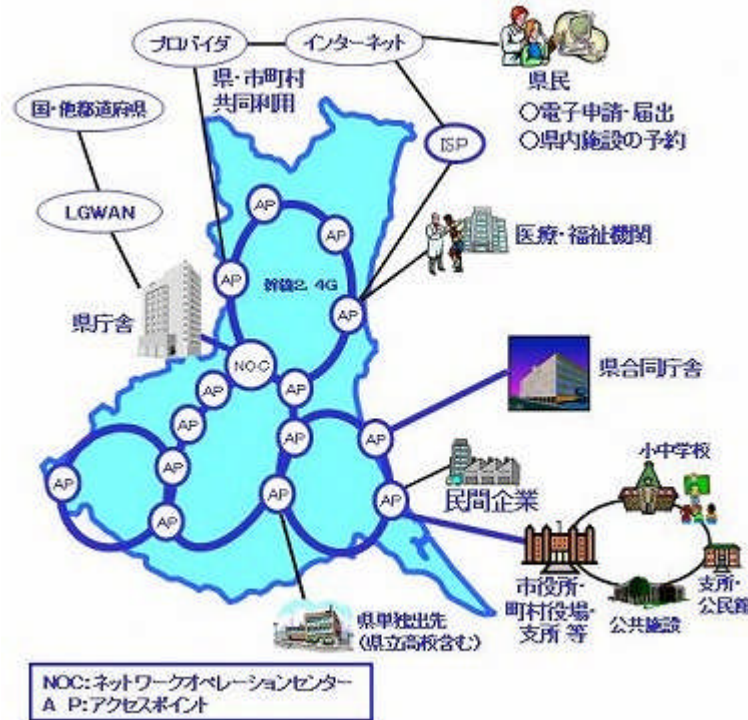 プロバイダ
インターネット
県・市町村
共同利用
県民
○電子申請・届出
○県内施設の予約
国・他都道府県
ISP
LGWAN
AP
AP
医療・福祉機関
AP
幹線2.4G
AP
県庁舎
NOC
県合同庁舎
AP
AP
AP
AP
AP
小中学校
AP
AP
AP
AP
民間企業
AP
市役所・
町村役場・
支所 等
支所・
公民館
公共施設
県単独出先
(県立高校含む)
NOC:ネットワークオペレーションセンター
A P:アクセスポイント